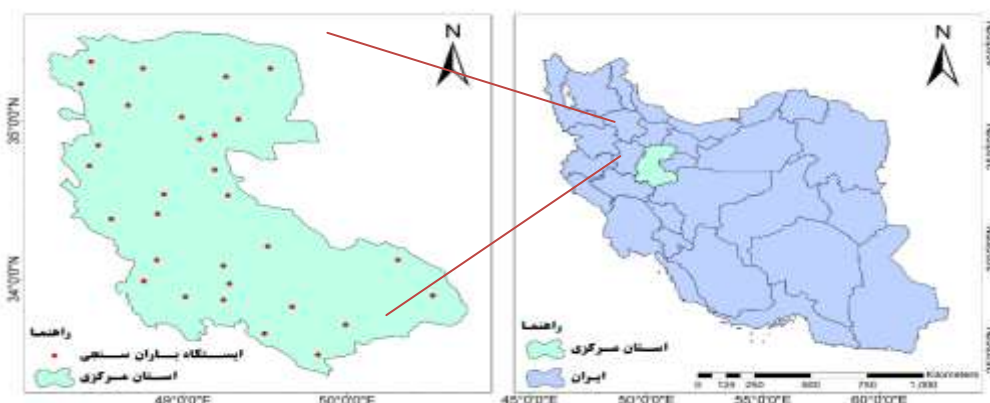 N
35°0'0"N
34°0'0"N
راهنما
ایستگاه باران سنجی
استان مرکزی
49°0'0"E
50°0'0"E
N
راهنما
استان مرکزی
ایران
Kilometers
0 125 250 500 750 1,000
45°0'0"E
50°0'0"E
55°0'0"E
60°0'0"E